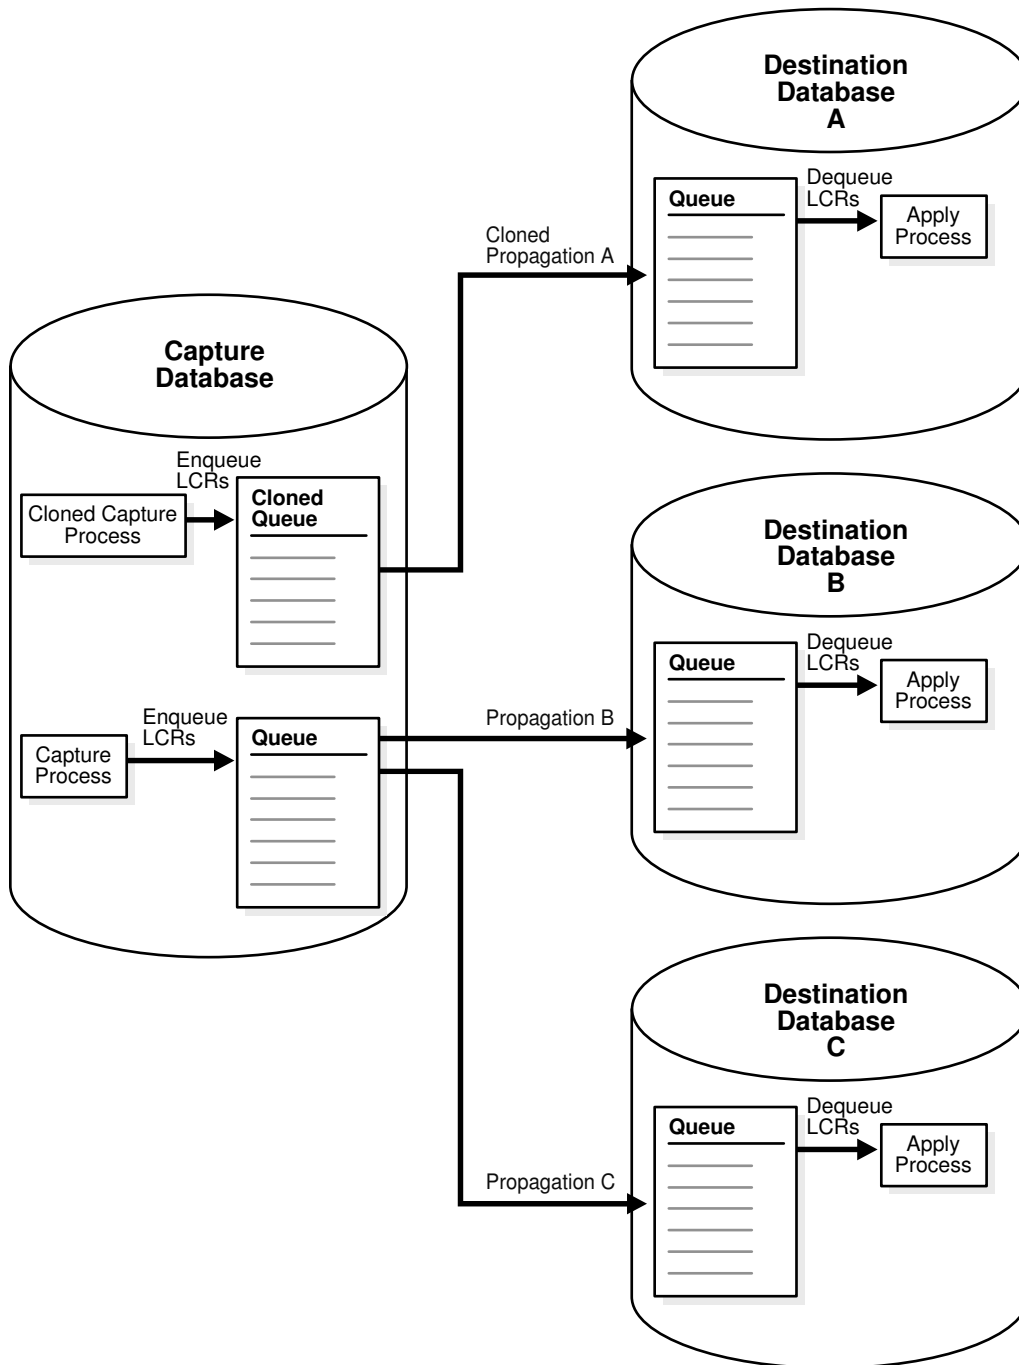 Destination
Database
A
Queue
Dequeue
LCRs
Apply
Process
Cloned
Propagation A
Capture
Database
Enqueue
LCRs
Cloned Capture
Process
Cloned
Queue
Destination
Database
B
Queue
Dequeue
LCRs
Apply
Process
Propagation B
Enqueue
LCRs
Capture
Process
Queue
Destination
Database
C
Queue
Dequeue
LCRs
Apply
Process
Propagation C